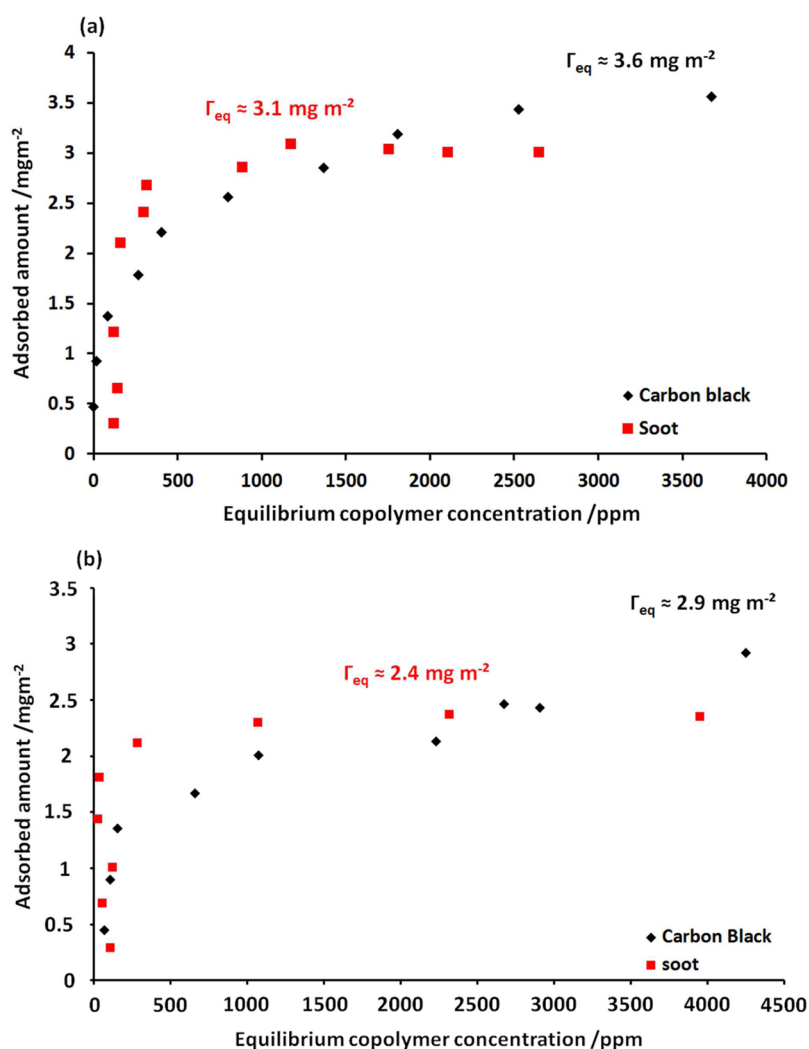 (a)
Γeq ≈ 3.6 mg m-2
Γeq ≈ 3.1 mg m-2
4
3.5
3
2.5
2
1.5
1
0.5
0
Adsorbed amount /mgm-2
Carbon black
Soot
0 500 1000 1500 2000 2500 3000 3500 4000
Equilibrium copolymer concentration /ppm
(b)
Γeq ≈ 2.9 mg m-2
Γeq ≈ 2.4 mg m-2
3.5
3
2.5
2
1.5
1
0.5
0
Adsorbed amount /mgm-2
Carbon Black
soot
0 500 1000 1500 2000 2500 3000 3500 4000 4500
Equilibrium copolymer concentration /ppm